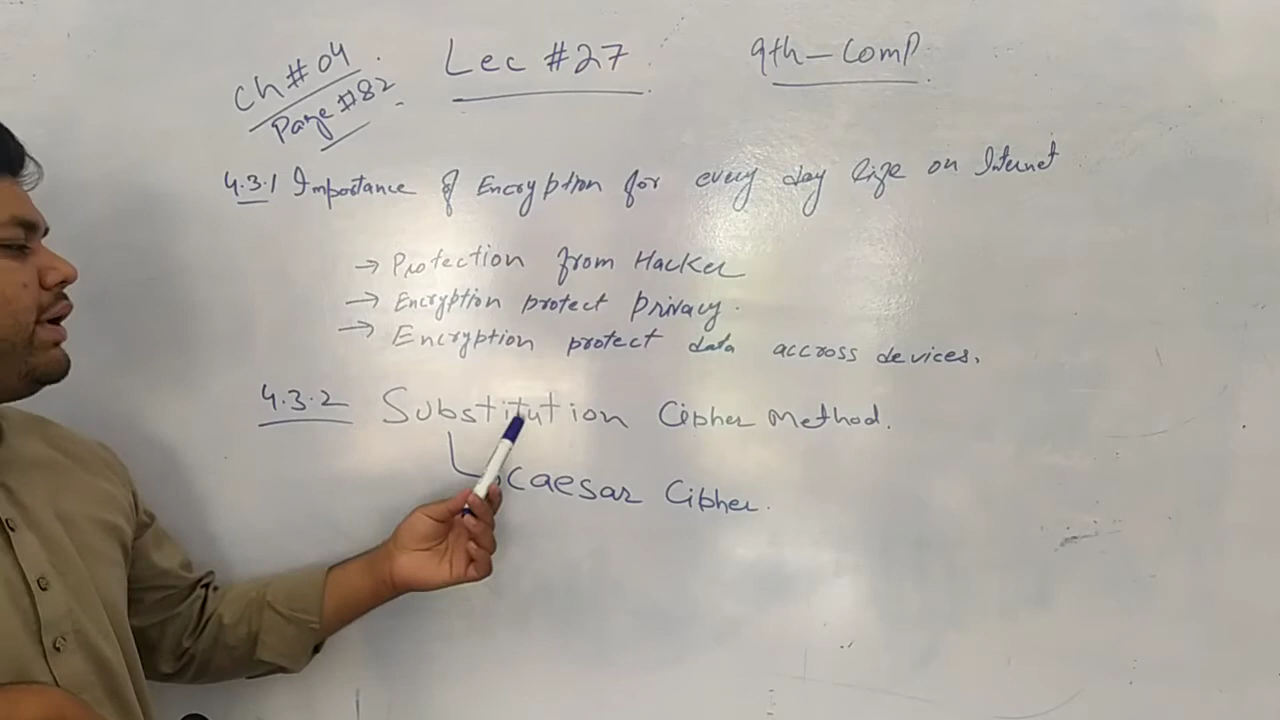 Ch # 04
Page # 82
Lec # 27
9th - Comp
4.3.1 Importance of Encryption for every day life on Internet
→ Protection from Hacker
→ Encryption protect Privacy.
→ Encryption protect data accross devices.
4.3.2 Substitution Cipher Method.
Caesar Cipher.